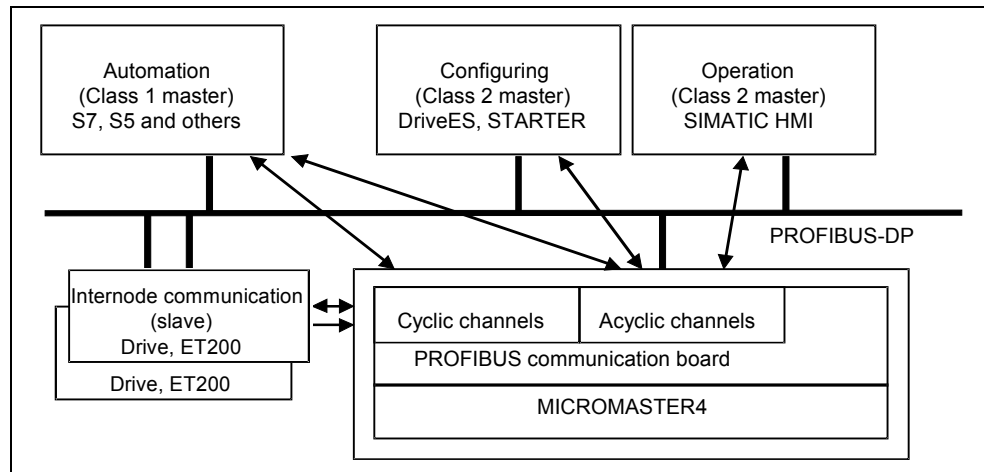 Automation
(Class 1 master)
S7, S5 and others
Configuring
(Class 2 master)
DriveES, STARTER
Operation
(Class 2 master)
SIMATIC HMI
PROFIBUS-DP
Internode communication
(slave)
Drive, ET200
Drive, ET200
Cyclic channels
Acyclic channels
PROFIBUS communication board
MICROMASTER4